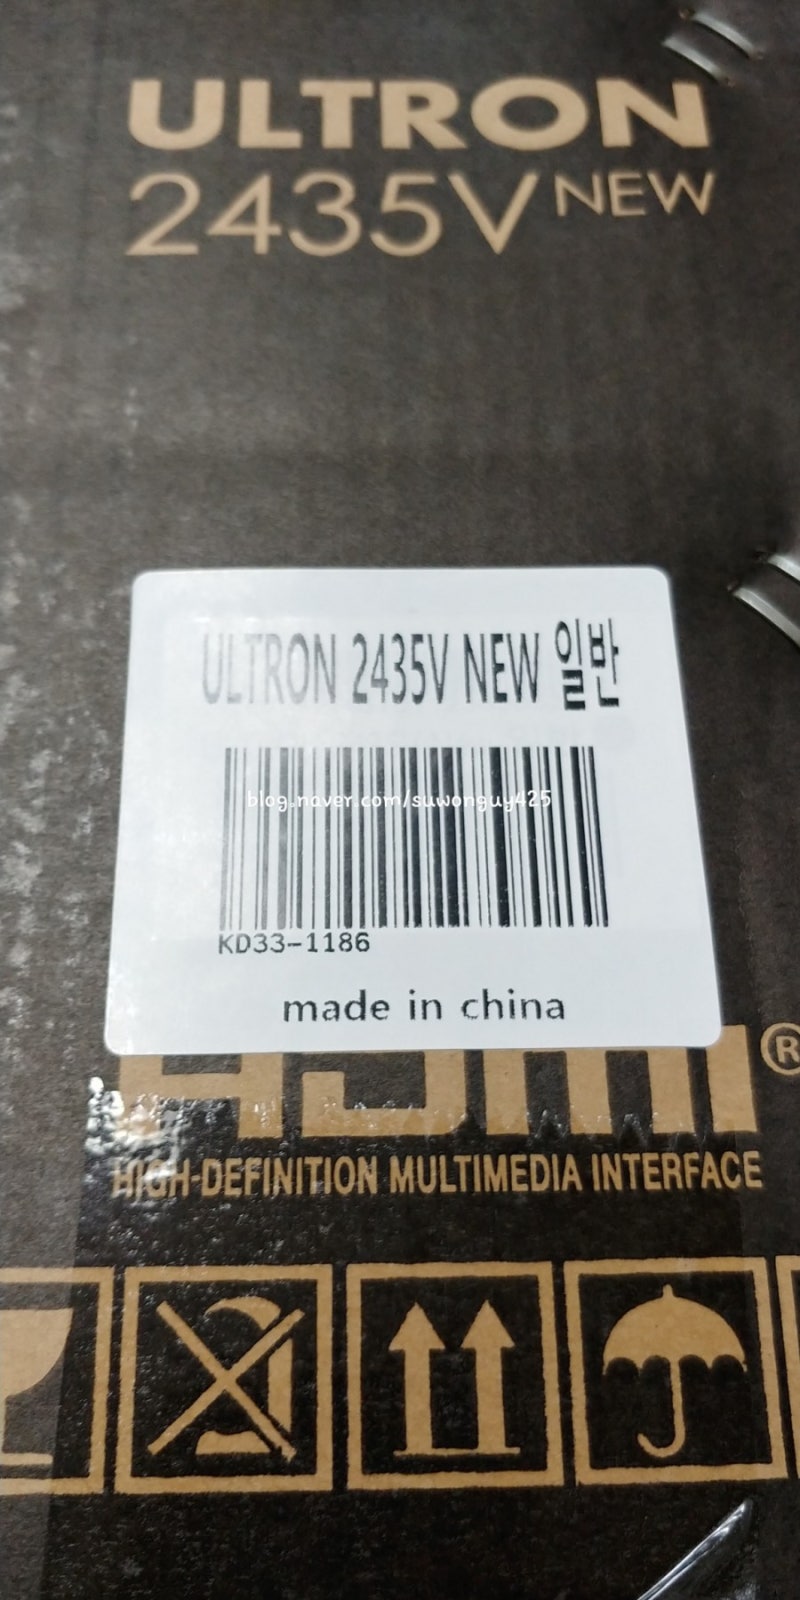 ULTRON
2435V NEW
ULTRON 2435V NEW 일반
blog.naver.com/suwonguy425
KD33-1186
made in china
HDMI®
HIGH-DEFINITION MULTIMEDIA INTERFACE